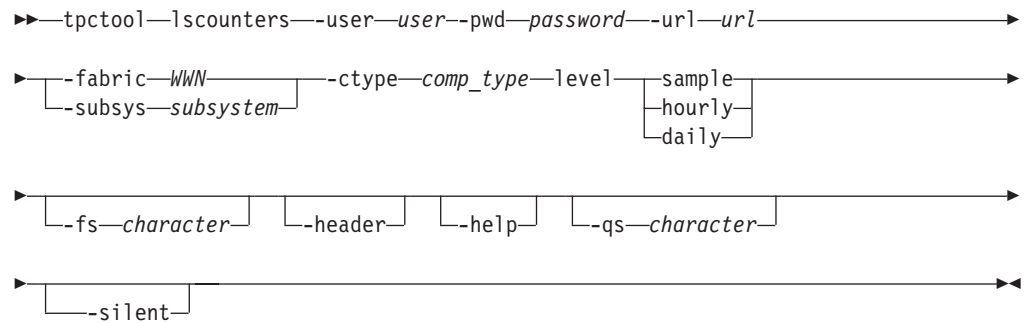 tpctool lscounters -user user -pwd password -url url
-fabric WWN -ctype comp_type level sample
-subsys subsystem hourly
daily
-fs character -header -help -qs character
-silent